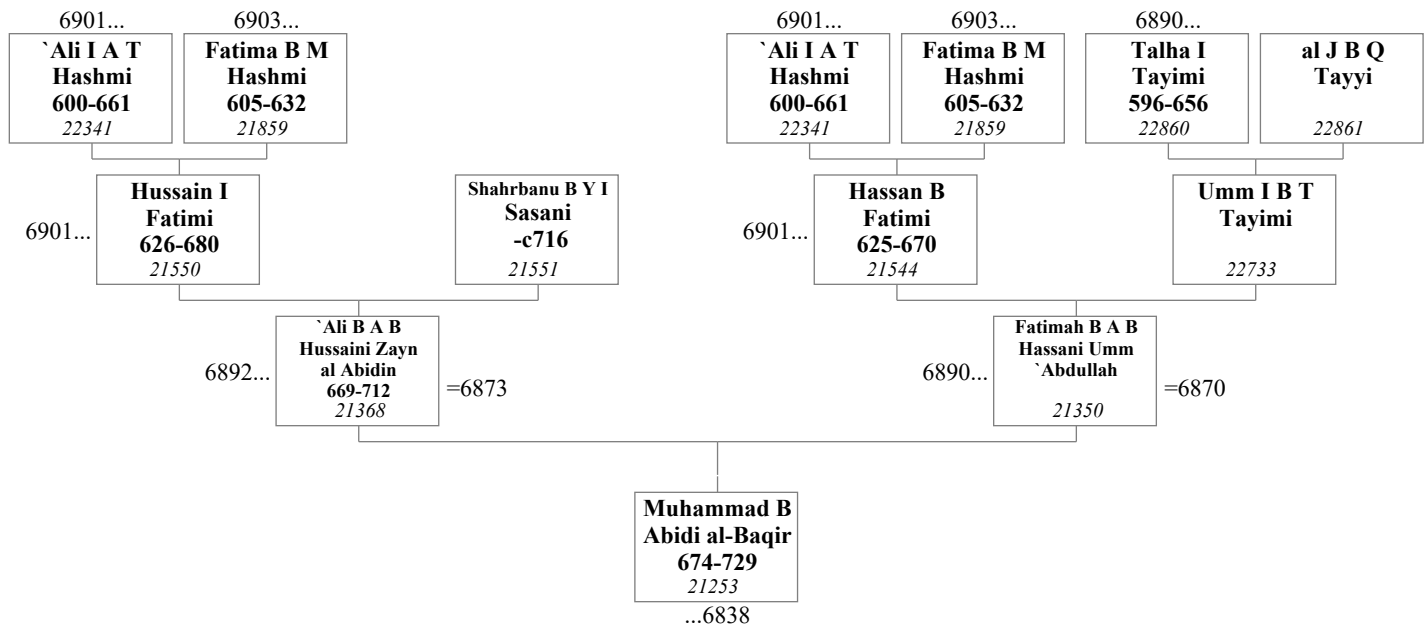 6901...
6903...
6901...
6903...
6890...
`Ali I A T
Hashmi
600-661
22341
Fatima B M
Hashmi
605-632
21859
`Ali I A T
Hashmi
600-661
22341
Fatima B M
Hashmi
605-632
21859
Talha I
Tayimi
596-656
22860
al J B Q
Tayyi
22861
6901...
Hussain I
Fatimi
626-680
21550
Shahrbanu B Y I
Sasani
-c716
21551
6901...
Hassan B
Fatimi
625-670
21544
Umm I B T
Tayimi
22733
6892...
`Ali B A B
Hussaini Zayn
al Abidin
669-712
21368
=6873
6890...
Fatimah B A B
Hassani Umm
`Abdullah
21350
=6870
Muhammad B
Abidi al-Baqir
674-729
21253
...6838